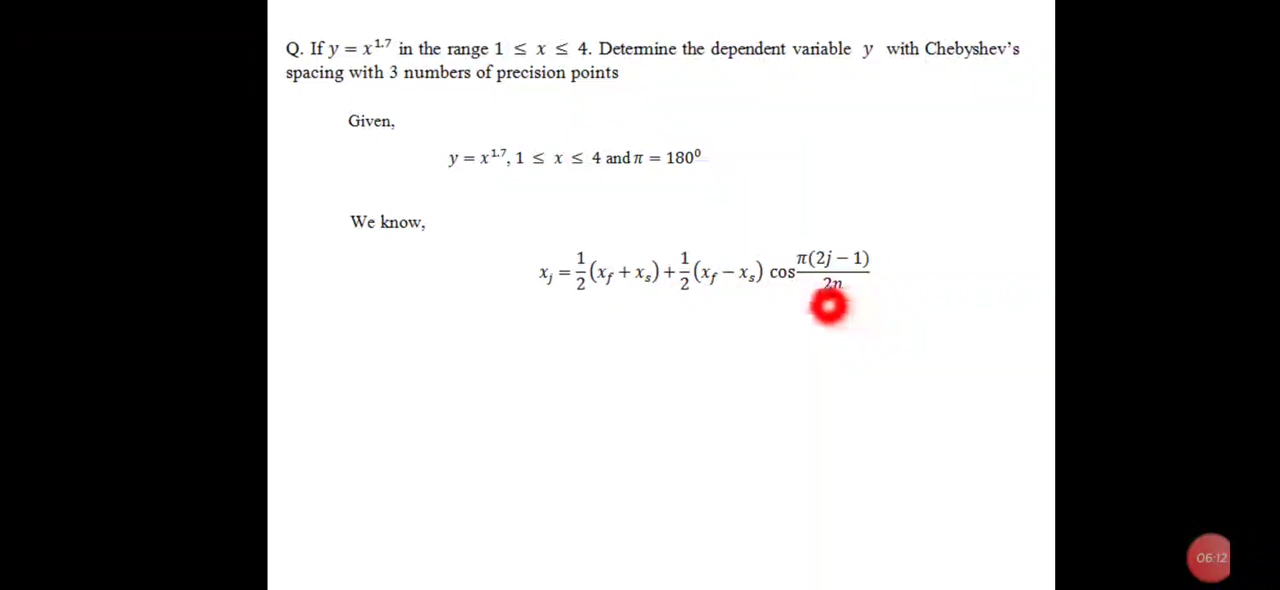 Q. If y = x^1.7 in the range 1 ≤ x ≤ 4. Determine the dependent variable y with Chebyshev's
spacing with 3 numbers of precision points
Given,
y = x^1.7, 1 ≤ x ≤ 4 and π = 180⁰
We know,
x_j = 1/2 (x_f + x_s) + 1/2 (x_f − x_s) cos π(2j − 1)/2n
06:12